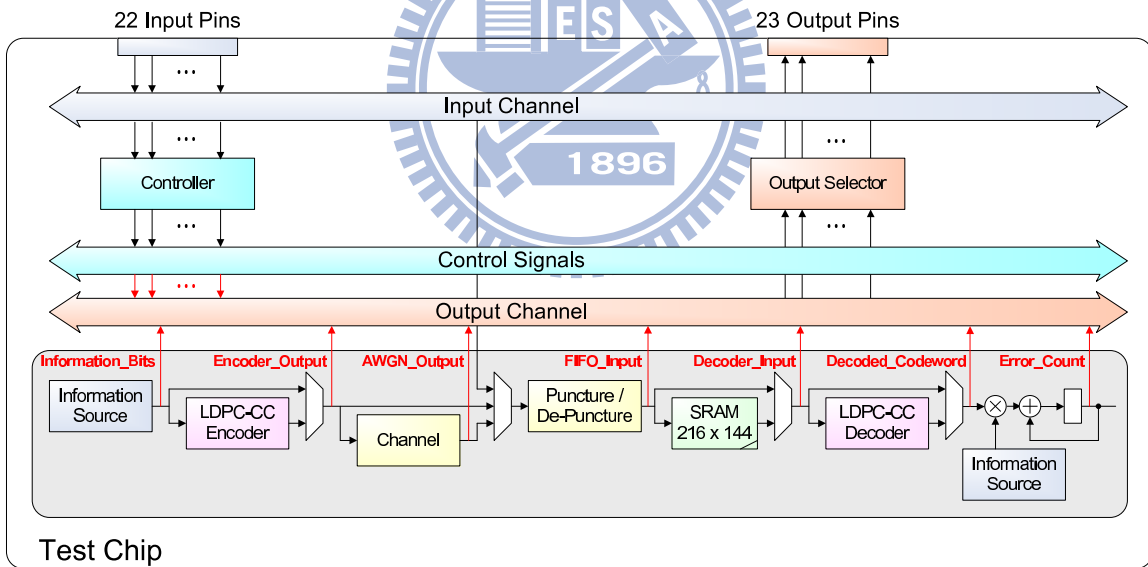 22 Input Pins
23 Output Pins
E S A
...
...
Input Channel
...
...
1896
Controller
Output Selector
...
...
Control Signals
...
Output Channel
Information_Bits
Encoder_Output
AWGN_Output
FIFO_Input
Decoder_Input
Decoded_Codeword
Error_Count
Information
Source
LDPC-CC
Encoder
Channel
Puncture /
De-Puncture
SRAM
216 x 144
LDPC-CC
Decoder
Information
Source
Test Chip